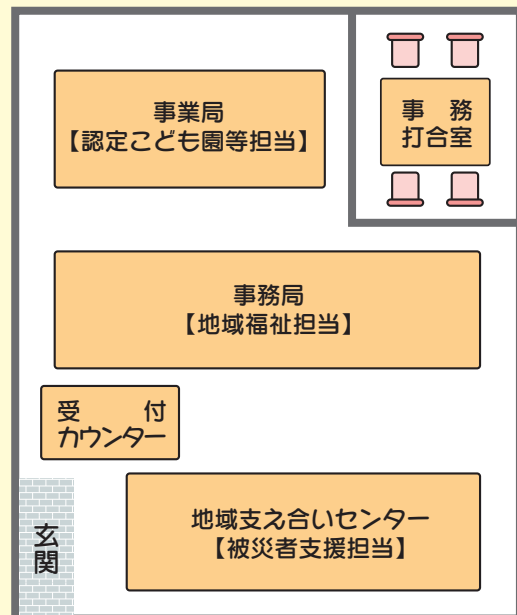 事業局
【認定こども園等担当】
事　務
打合室
事務局
【地域福祉担当】
受　　付
カウンター
地域支え合いセンター
【被災者支援担当】
玄関